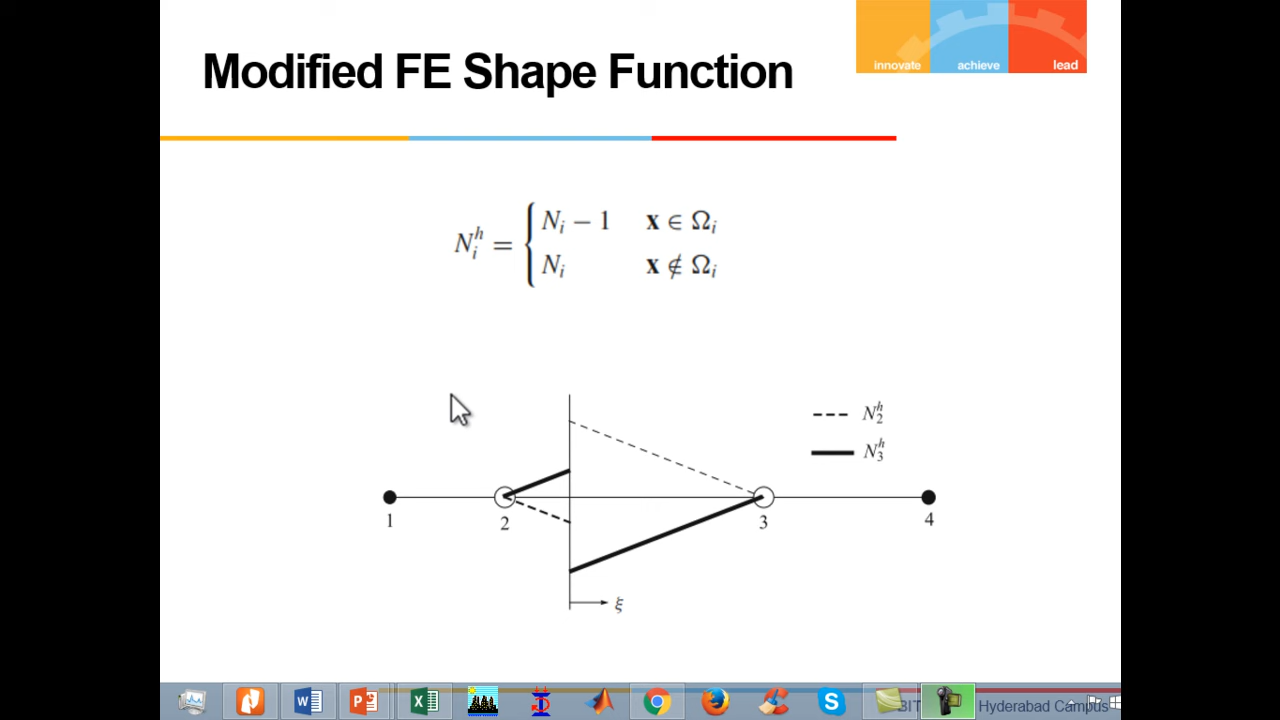 Modified FE Shape Function
innovate achieve lead
N_i^h = { N_i − 1 x ∈ Ω_i
N_i x ∉ Ω_i
N_2^h
N_3^h
1 2 3 4
ξ
BIT Hyderabad Campus